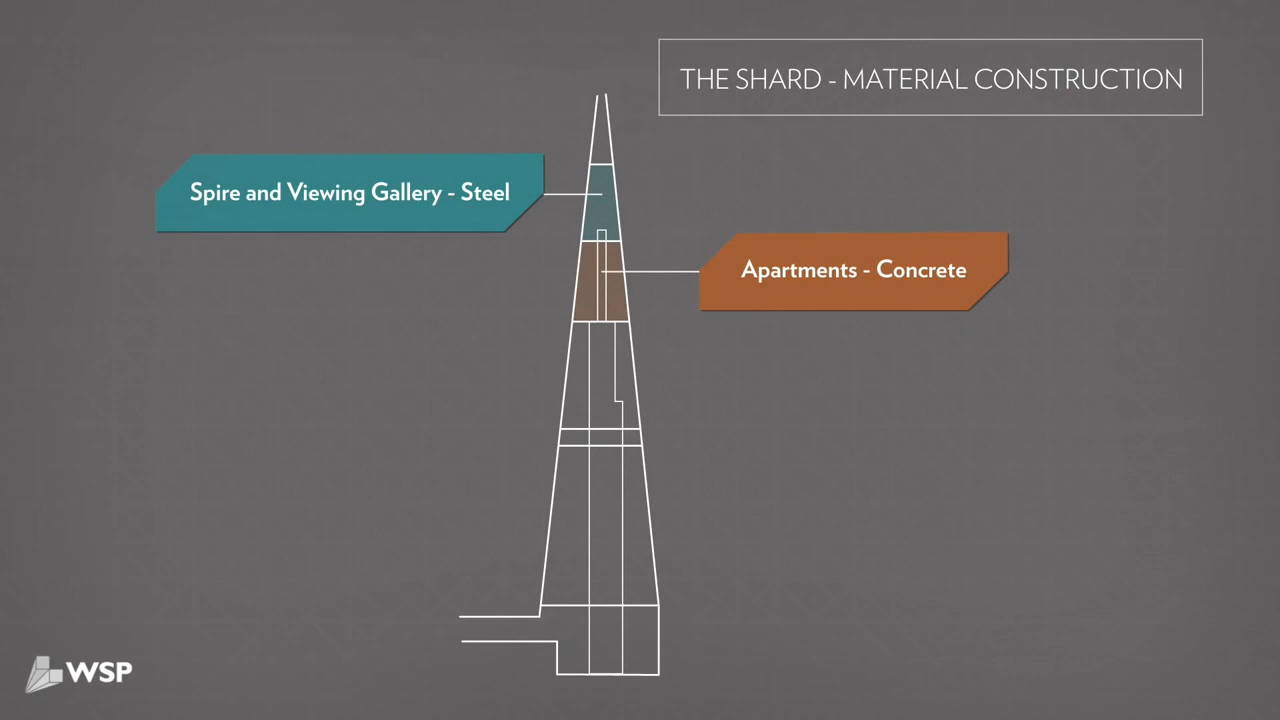 THE SHARD - MATERIAL CONSTRUCTION
Spire and Viewing Gallery - Steel
Apartments - Concrete
WSP